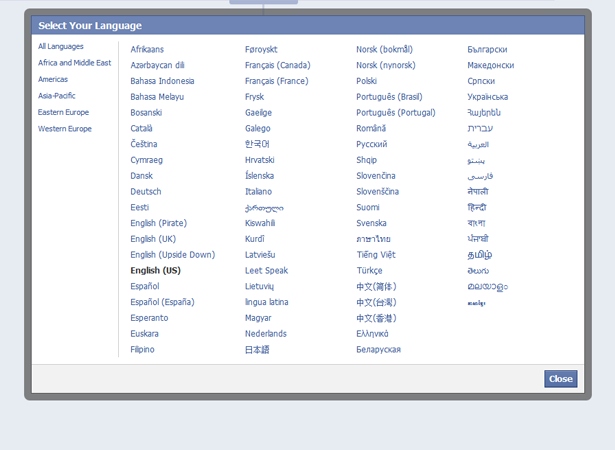 Select Your Language
All Languages
Africa and Middle East
Americas
Asia-Pacific
Eastern Europe
Western Europe
Afrikaans
Azərbaycan dili
Bahasa Indonesia
Bahasa Melayu
Bosanski
Català
Čeština
Cymraeg
Dansk
Deutsch
Eesti
English (Pirate)
English (UK)
English (Upside Down)
English (US)
Español
Español (España)
Esperanto
Euskara
Filipino
Føroyskt
Français (Canada)
Français (France)
Frysk
Gaeilge
Galego
한국어
Hrvatski
Íslenska
Italiano
ქართული
Kiswahili
Kurdî
Latviešu
Leet Speak
Lietuvių
lingua latina
Magyar
Nederlands
日本語
Norsk (bokmål)
Norsk (nynorsk)
Polski
Português (Brasil)
Português (Portugal)
Română
Русский
Shqip
Slovenčina
Slovenščina
Suomi
Svenska
ภาษาไทย
Tiếng Việt
Türkçe
中文(简体)
中文(台灣)
中文(香港)
Ελληνικά
Беларуская
Български
Македонски
Српски
Українська
Հայերեն
עברית
العربية
پښتو
فارسی
नेपाली
हिन्दी
বাংলা
ਪੰਜਾਬੀ
தமிழ்
తెలుగు
മലയാളം
ភាសាខ្មែរ
Close